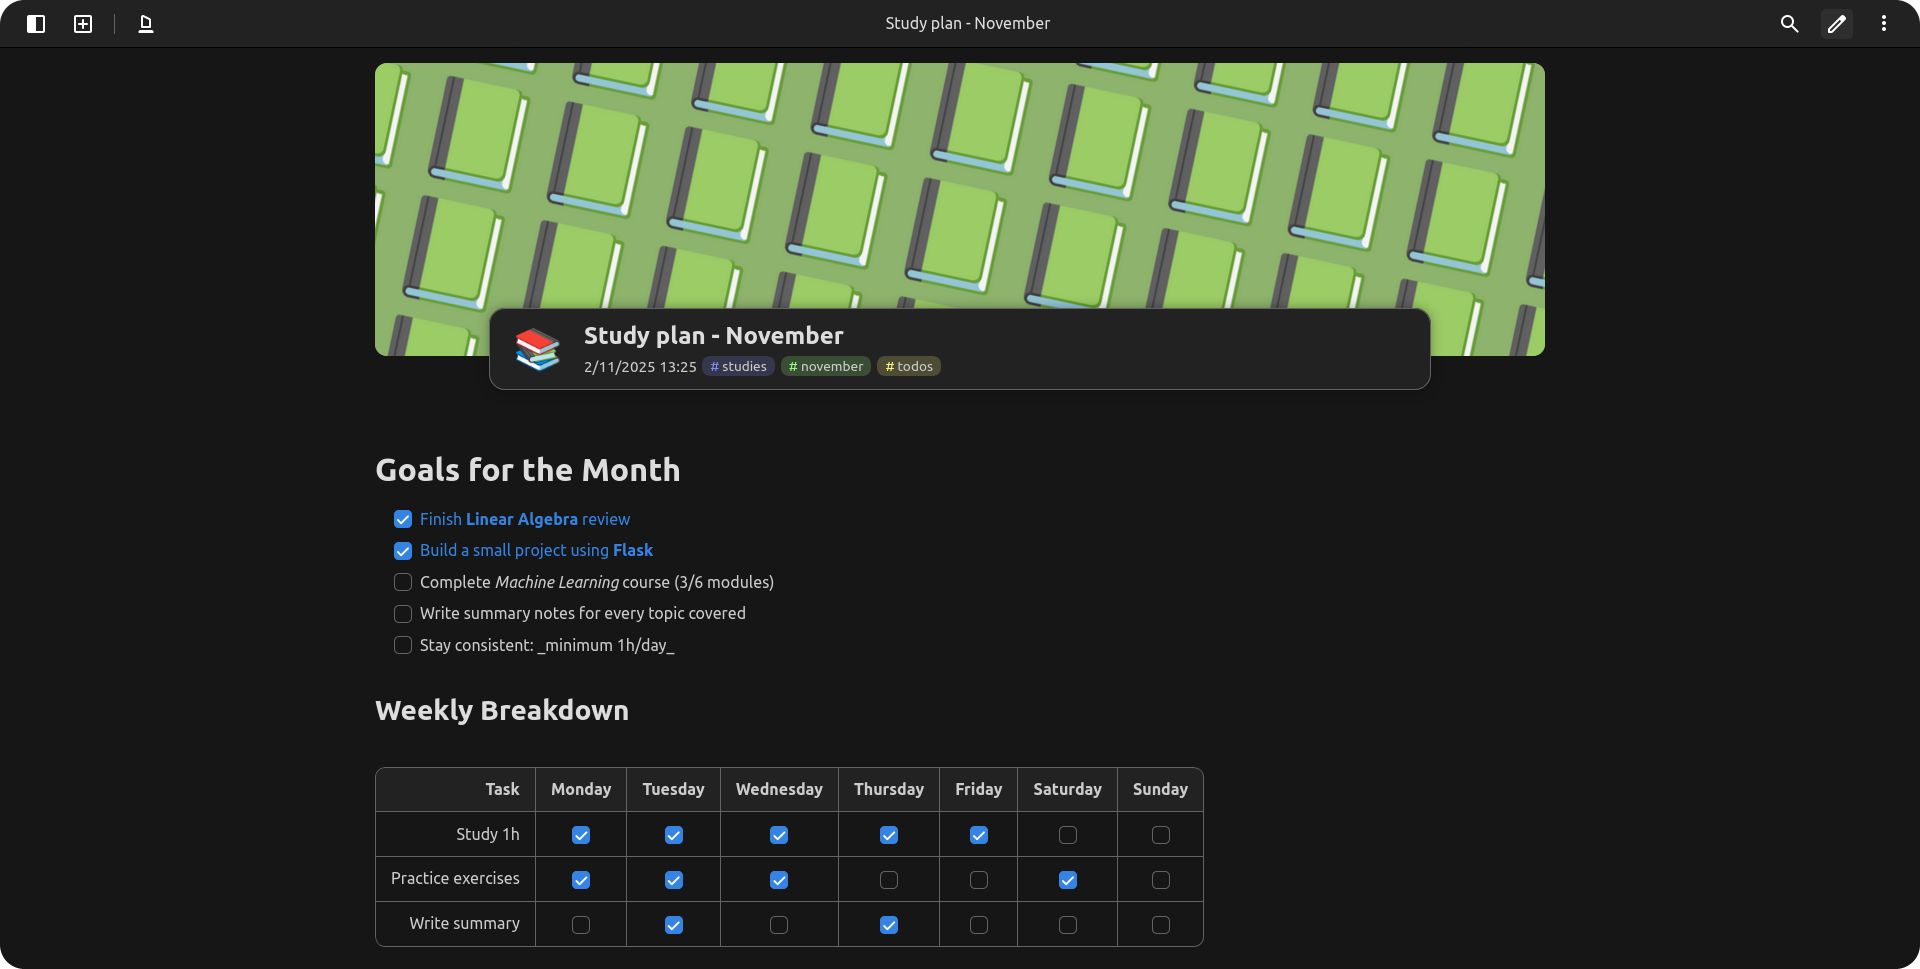 Study plan - November
Study plan - November
2/11/2025 13:25 # studies # november # todos
Goals for the Month
Finish Linear Algebra review
Build a small project using Flask
Complete Machine Learning course (3/6 modules)
Write summary notes for every topic covered
Stay consistent: _minimum 1h/day_
Weekly Breakdown
Task Monday Tuesday Wednesday Thursday Friday Saturday Sunday
Study 1h
Practice exercises
Write summary